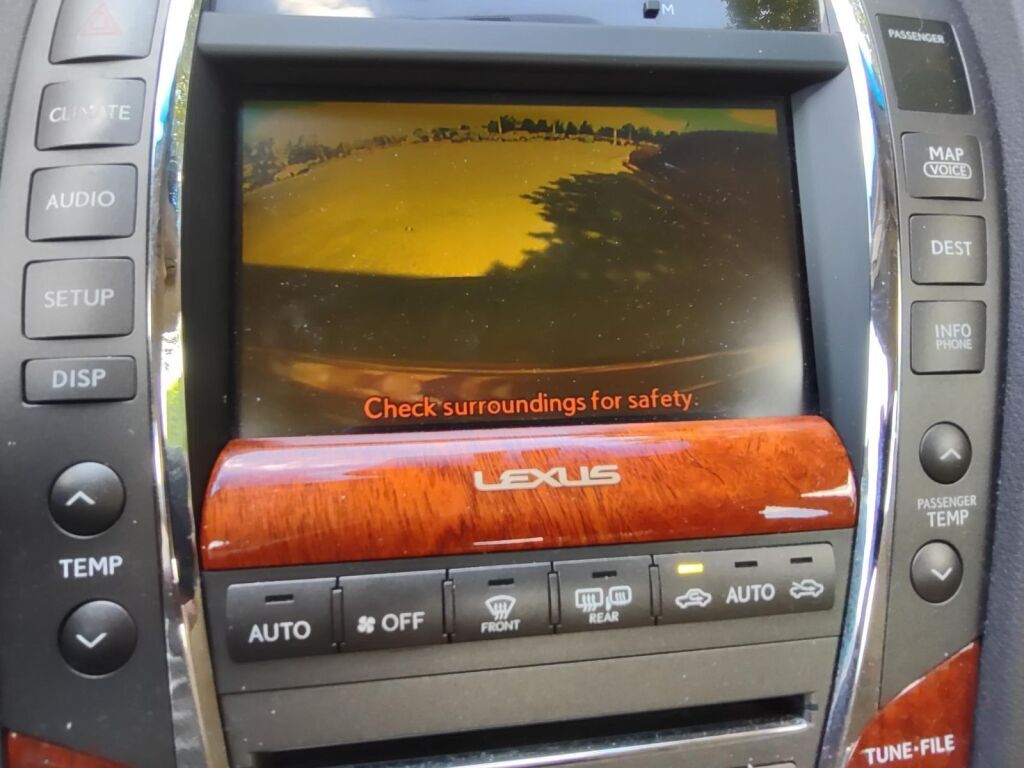 M
PASSENGER
CLIMATE
MAP
VOICE
AUDIO
DEST
SETUP
INFO
PHONE
DISP
Check surroundings for safety.
LEXUS
PASSENGER
TEMP
TEMP
AUTO
OFF
FRONT
REAR
AUTO
TUNE·FILE